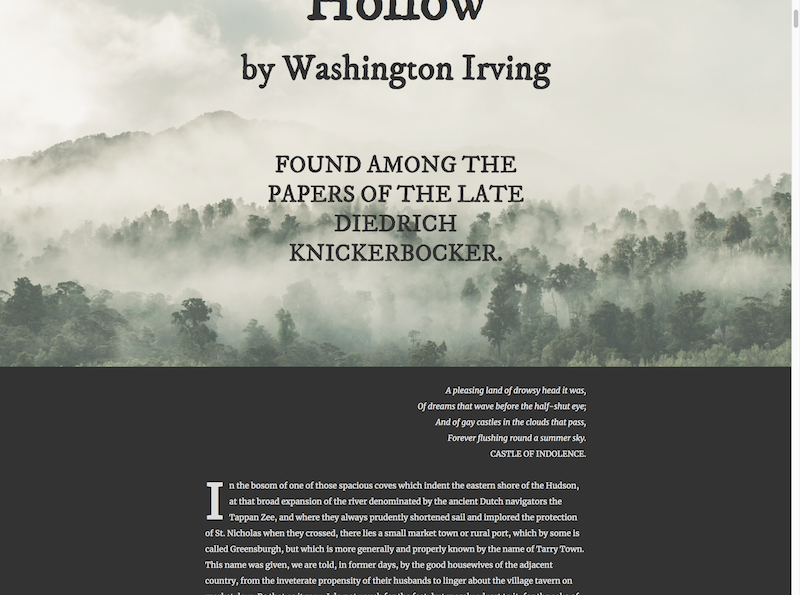 Hollow
by Washington Irving
FOUND AMONG THE
PAPERS OF THE LATE
DIEDRICH
KNICKERBOCKER.
A pleasing land of drowsy head it was,
Of dreams that wave before the half-shut eye;
And of gay castles in the clouds that pass,
Forever flushing round a summer sky.
CASTLE OF INDOLENCE.
In the bosom of one of those spacious coves which indent the eastern shore of the Hudson,
at that broad expansion of the river denominated by the ancient Dutch navigators the
Tappan Zee, and where they always prudently shortened sail and implored the protection
of St. Nicholas when they crossed, there lies a small market town or rural port, which by some is
called Greensburgh, but which is more generally and properly known by the name of Tarry Town.
This name was given, we are told, in former days, by the good housewives of the adjacent
country, from the inveterate propensity of their husbands to linger about the village tavern on